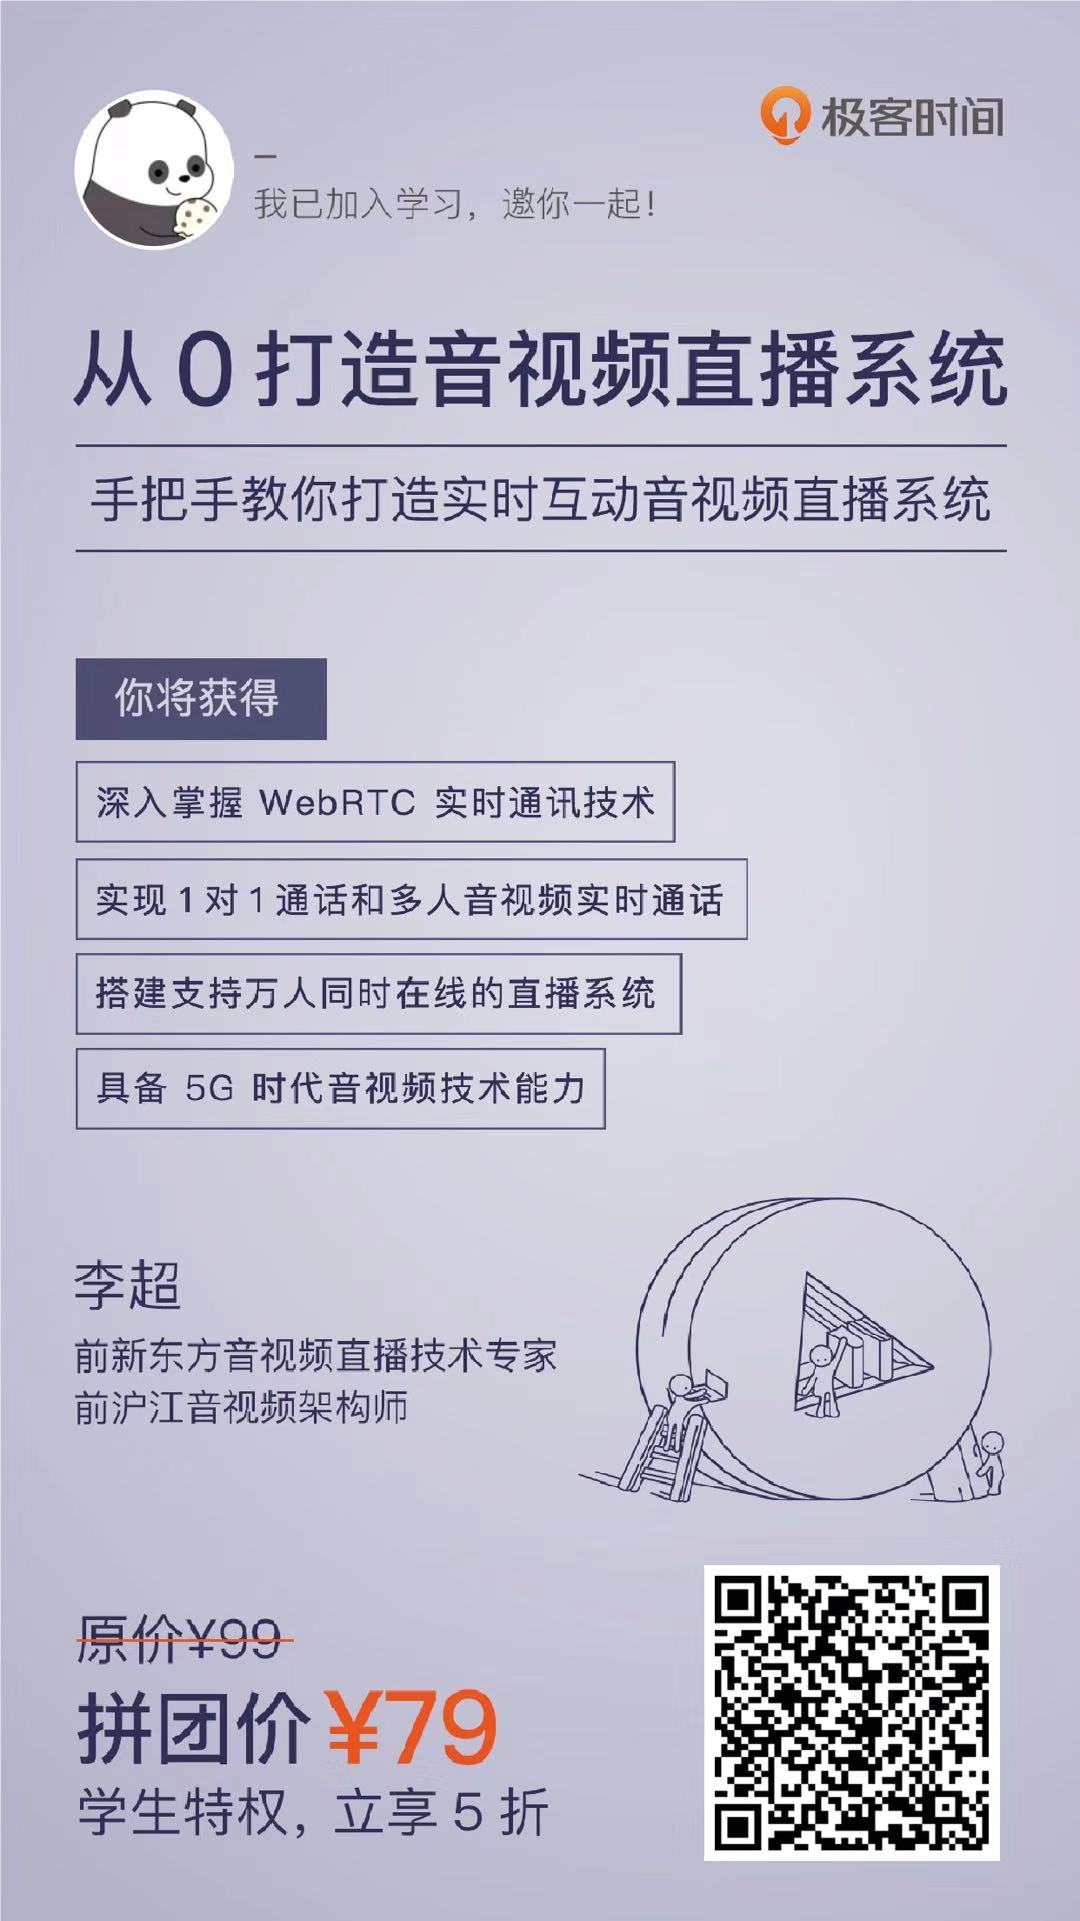 极客时间
一
我已加入学习，邀你一起！
从 0 打造音视频直播系统
手把手教你打造实时互动音视频直播系统
你将获得
深入掌握 WebRTC 实时通讯技术
实现 1 对 1 通话和多人音视频实时通话
搭建支持万人同时在线的直播系统
具备 5G 时代音视频技术能力
李超
前新东方音视频直播技术专家
前沪江音视频架构师
原价¥99
拼团价 ¥79
学生特权，立享 5 折